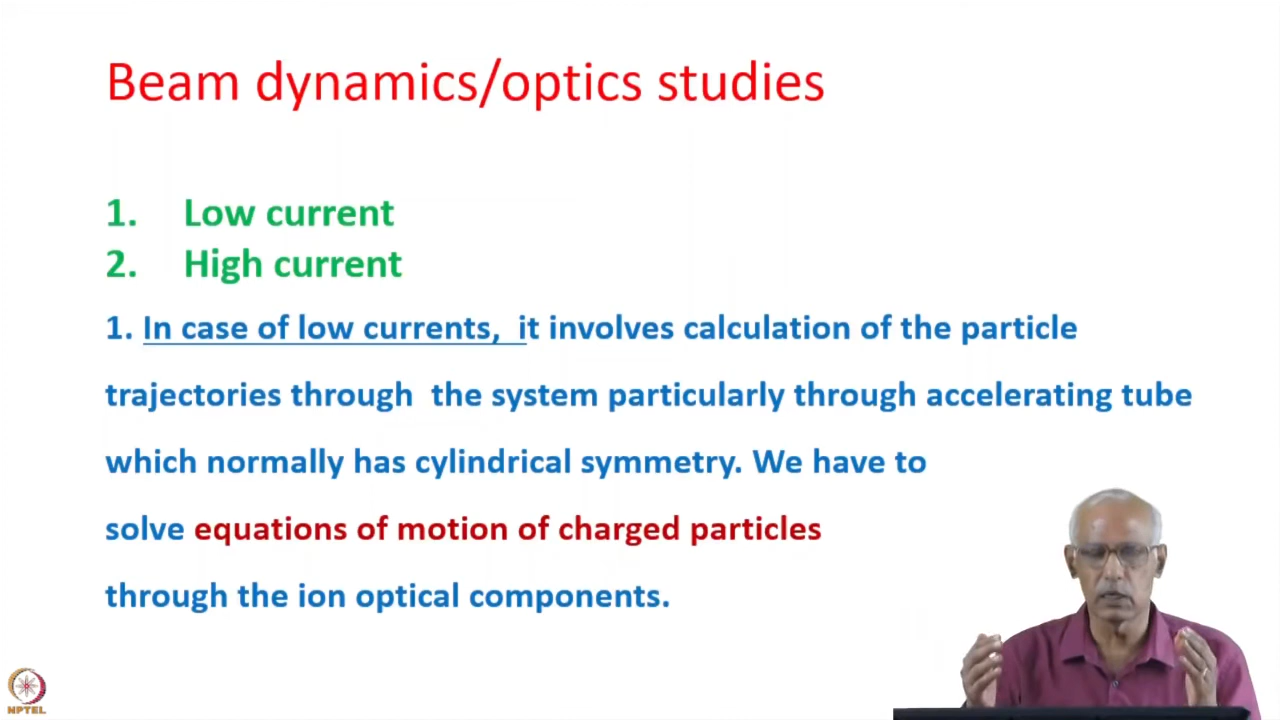 Beam dynamics/optics studies
1. Low current
2. High current
1. In case of low currents, it involves calculation of the particle
trajectories through the system particularly through accelerating tube
which normally has cylindrical symmetry. We have to
solve equations of motion of charged particles
through the ion optical components.
NPTEL